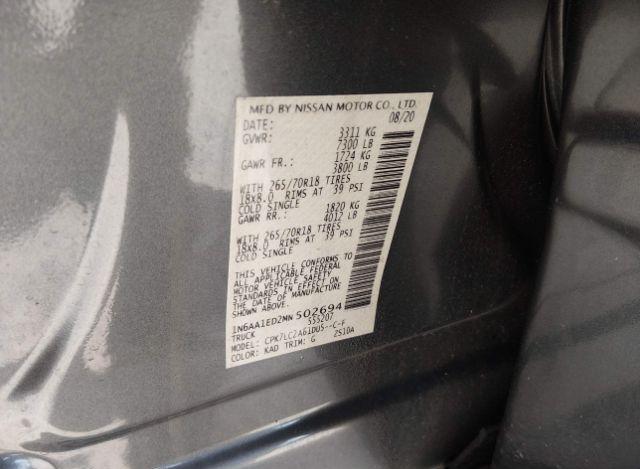 MFD BY NISSAN MOTOR CO., LTD.
DATE: 08/20
GVWR: 3311 KG
7300 LB
GAWR FR.: 1724 KG
3800 LB
WITH 265/70R18 TIRES
18x8.0 RIMS AT 39 PSI
COLD SINGLE
GAWR RR.: 1820 KG
4012 LB
WITH 265/70R18 TIRES
18x8.0 RIMS AT 39 PSI
COLD SINGLE
THIS VEHICLE CONFORMS TO
ALL APPLICABLE FEDERAL
MOTOR VEHICLE SAFETY
STANDARDS IN EFFECT ON
THE DATE OF MANUFACTURE
SHOWN ABOVE.
1N6AA1ED2MN502694
TRUCK 555207
MODEL: CPK7LC2A61DUS--C-F
COLOR: KAD TRIM: G 2510A